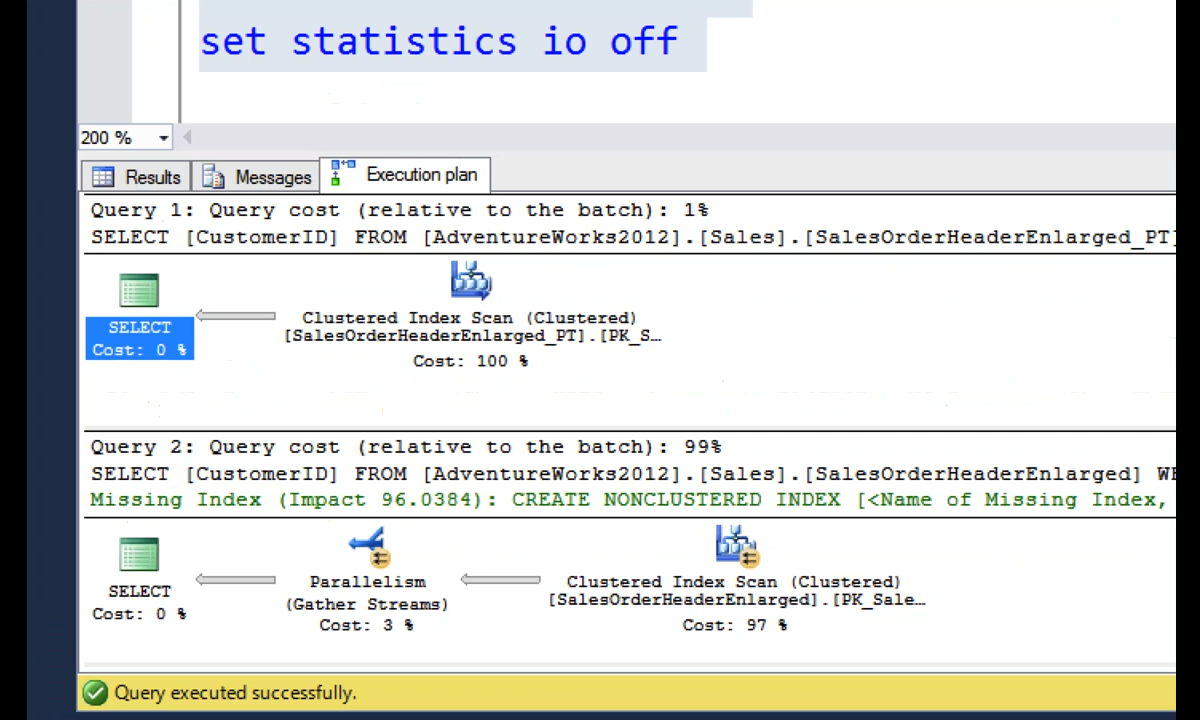 set statistics io off
200 %
Results Messages Execution plan
Query 1: Query cost (relative to the batch): 1%
SELECT [CustomerID] FROM [AdventureWorks2012].[Sales].[SalesOrderHeaderEnlarged_PT]
SELECT
Cost: 0 %
Clustered Index Scan (Clustered)
[SalesOrderHeaderEnlarged_PT].[PK_S…
Cost: 100 %
Query 2: Query cost (relative to the batch): 99%
SELECT [CustomerID] FROM [AdventureWorks2012].[Sales].[SalesOrderHeaderEnlarged]
Missing Index (Impact 96.0384): CREATE NONCLUSTERED INDEX [<Name of Missing Index,
SELECT
Cost: 0 %
Parallelism
(Gather Streams)
Cost: 3 %
Clustered Index Scan (Clustered)
[SalesOrderHeaderEnlarged].[PK_Sale…
Cost: 97 %
Query executed successfully.